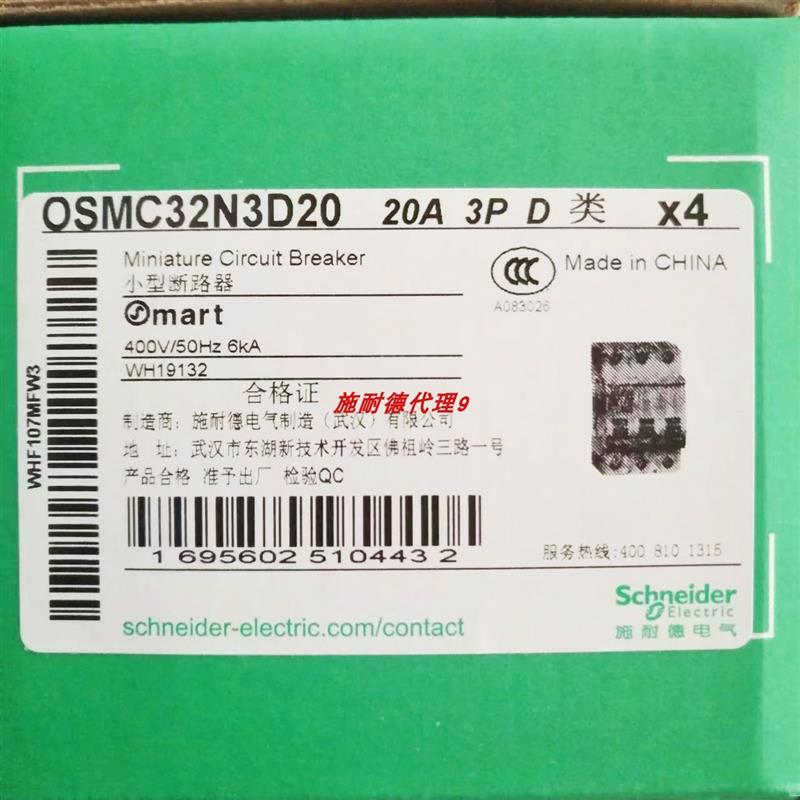 OSMC32N3D20 20A 3P D 类 x4
Miniature Circuit Breaker
小型断路器
CCC
Made in CHINA
A083026
Smart
400V/50Hz 6kA
WH19132
合格证
施耐德代理9
制造商: 施耐德电气制造(武汉)有限公司
地 址: 武汉市东湖新技术开发区佛祖岭三路一号
产品合格 准予出厂 检验QC
1 695602 510443 2
服务热线:400 810 1315
schneider-electric.com/contact
Schneider
Electric
施耐德电气
WHF107MFW3